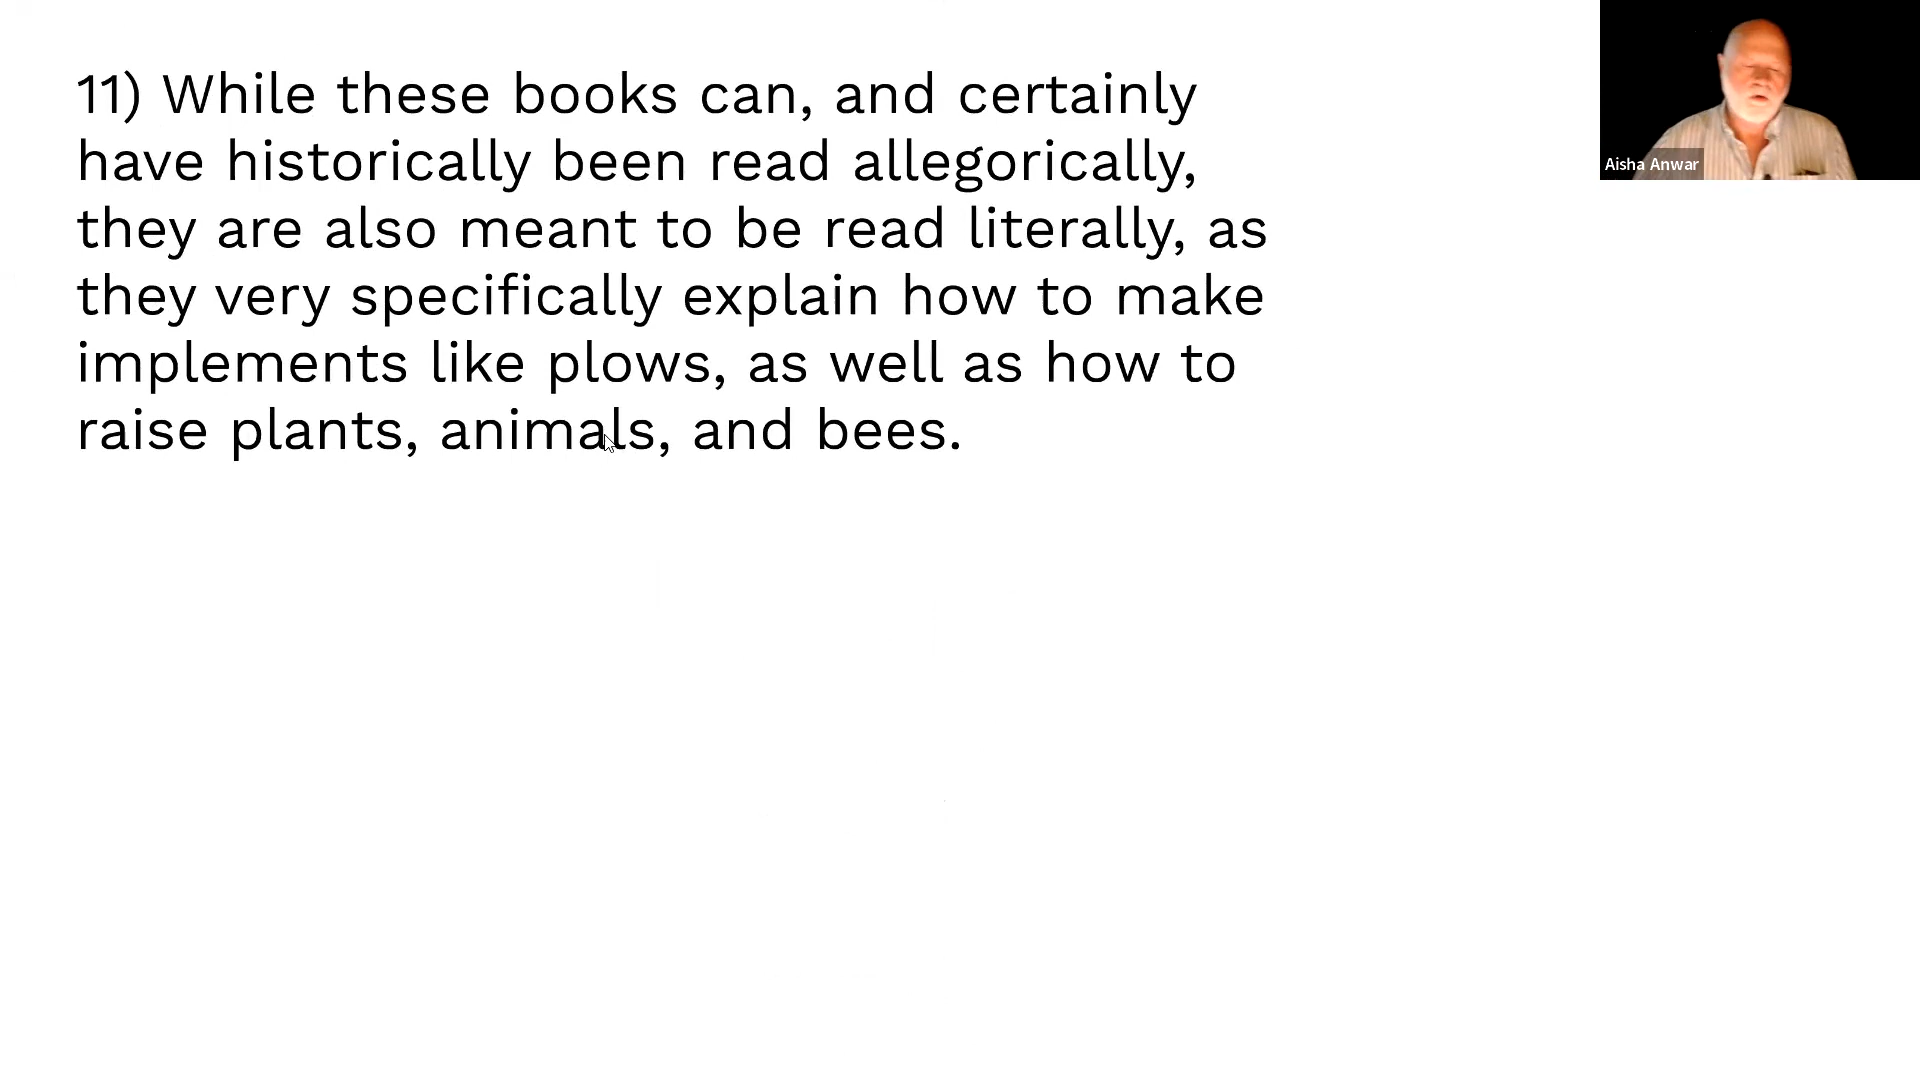 11) While these books can, and certainly
have historically been read allegorically,
they are also meant to be read literally, as
they very specifically explain how to make
implements like plows, as well as how to
raise plants, animals, and bees.
Aisha Anwar